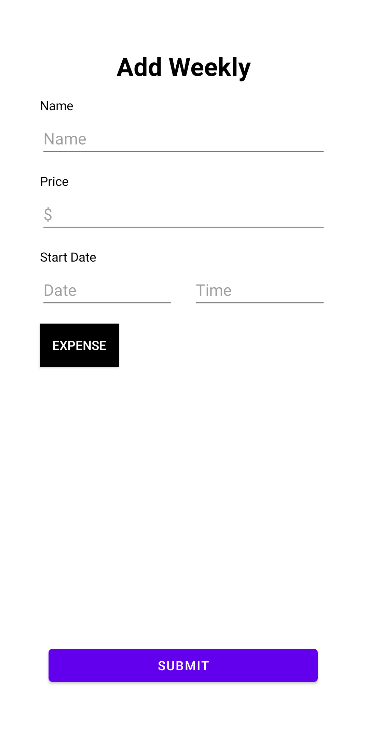 Add Weekly
Name
Name
Price
$
Start Date
Date Time
EXPENSE
SUBMIT